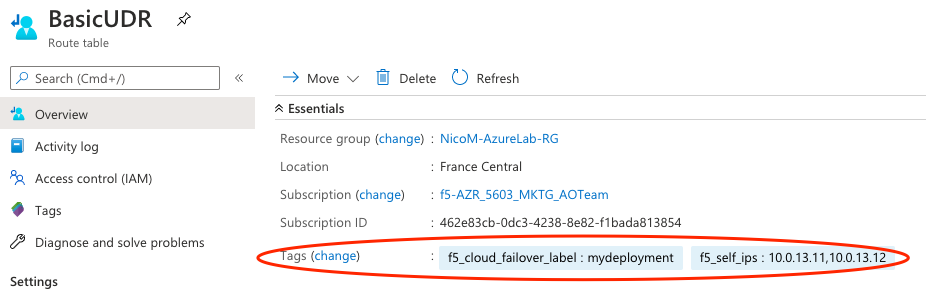 BasicUDR
Route table
Search (Cmd+/)
«
Move
Delete
Refresh
Overview
Activity log
Access control (IAM)
Tags
Diagnose and solve problems
Settings
Essentials
Resource group (change) : NicoM-AzureLab-RG
Location : France Central
Subscription (change) : f5-AZR_5603_MKTG_AOTeam
Subscription ID : 462e83cb-0dc3-4238-8e82-f1bada813854
Tags (change) : f5_cloud_failover_label : mydeployment f5_self_ips : 10.0.13.11,10.0.13.12